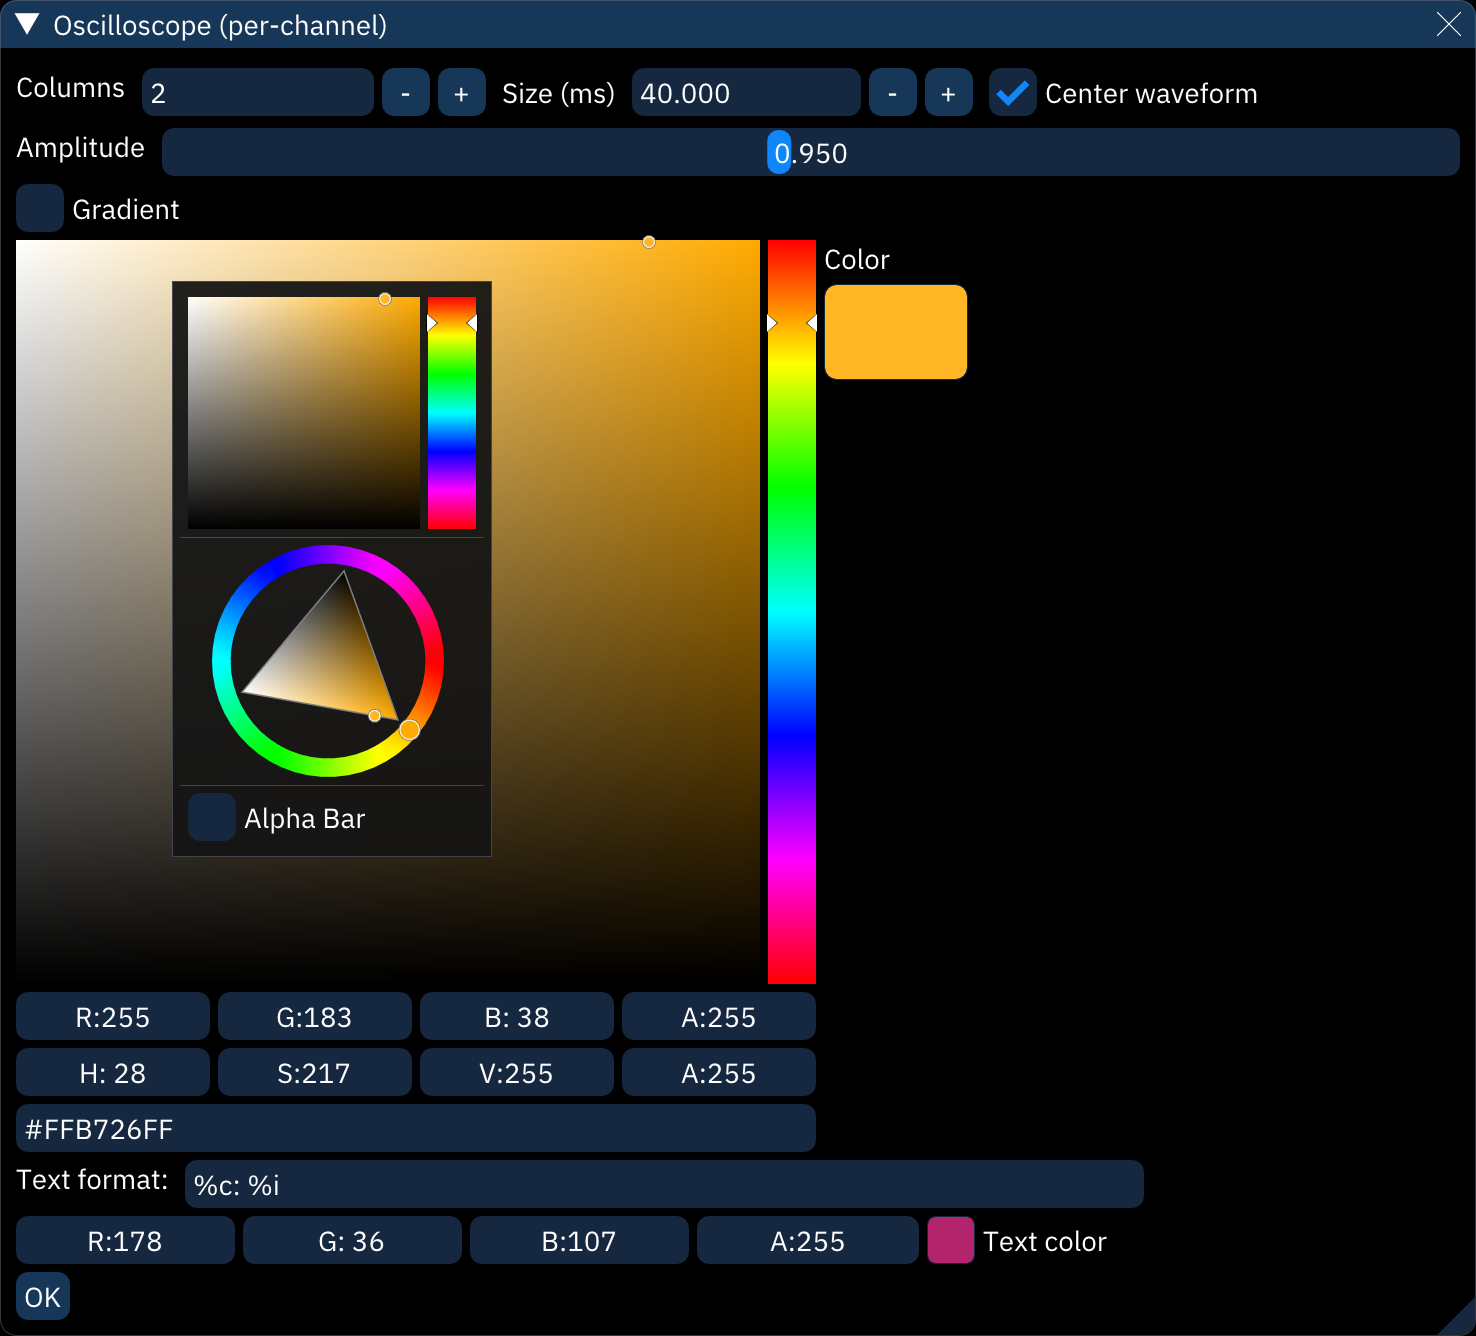 Oscilloscope (per-channel)
Columns 2 - + Size (ms) 40.000 - + Center waveform
Amplitude 0.950
Gradient
Color
Alpha Bar
R:255 G:183 B: 38 A:255
H: 28 S:217 V:255 A:255
#FFB726FF
Text format: %c: %i
R:178 G: 36 B:107 A:255 Text color
OK